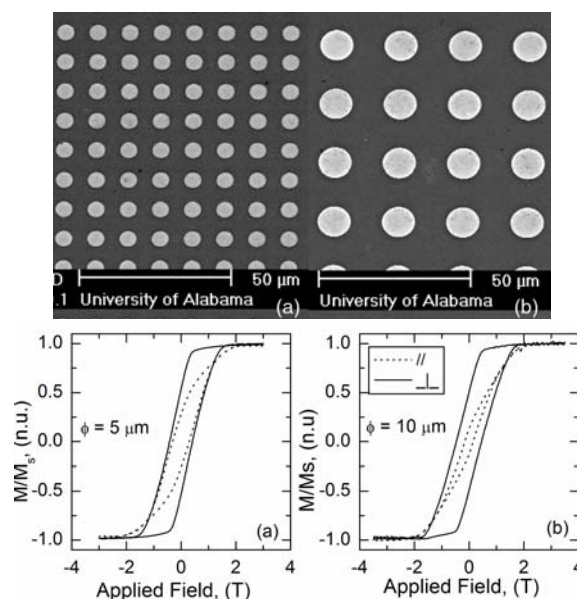 50 µm
D
.1 University of Alabama (a)
50 µm
University of Alabama (b)
1.0
0.5
0.0
-0.5
-1.0
M/Ms, (n.u.)
ϕ = 5 µm
(a)
-4 -2 0 2 4
Applied Field, (T)
1.0
0.5
0.0
-0.5
-1.0
M/Ms, (n.u)
//
⊥
ϕ = 10 µm
(b)
-4 -2 0 2 4
Applied Field, (T)